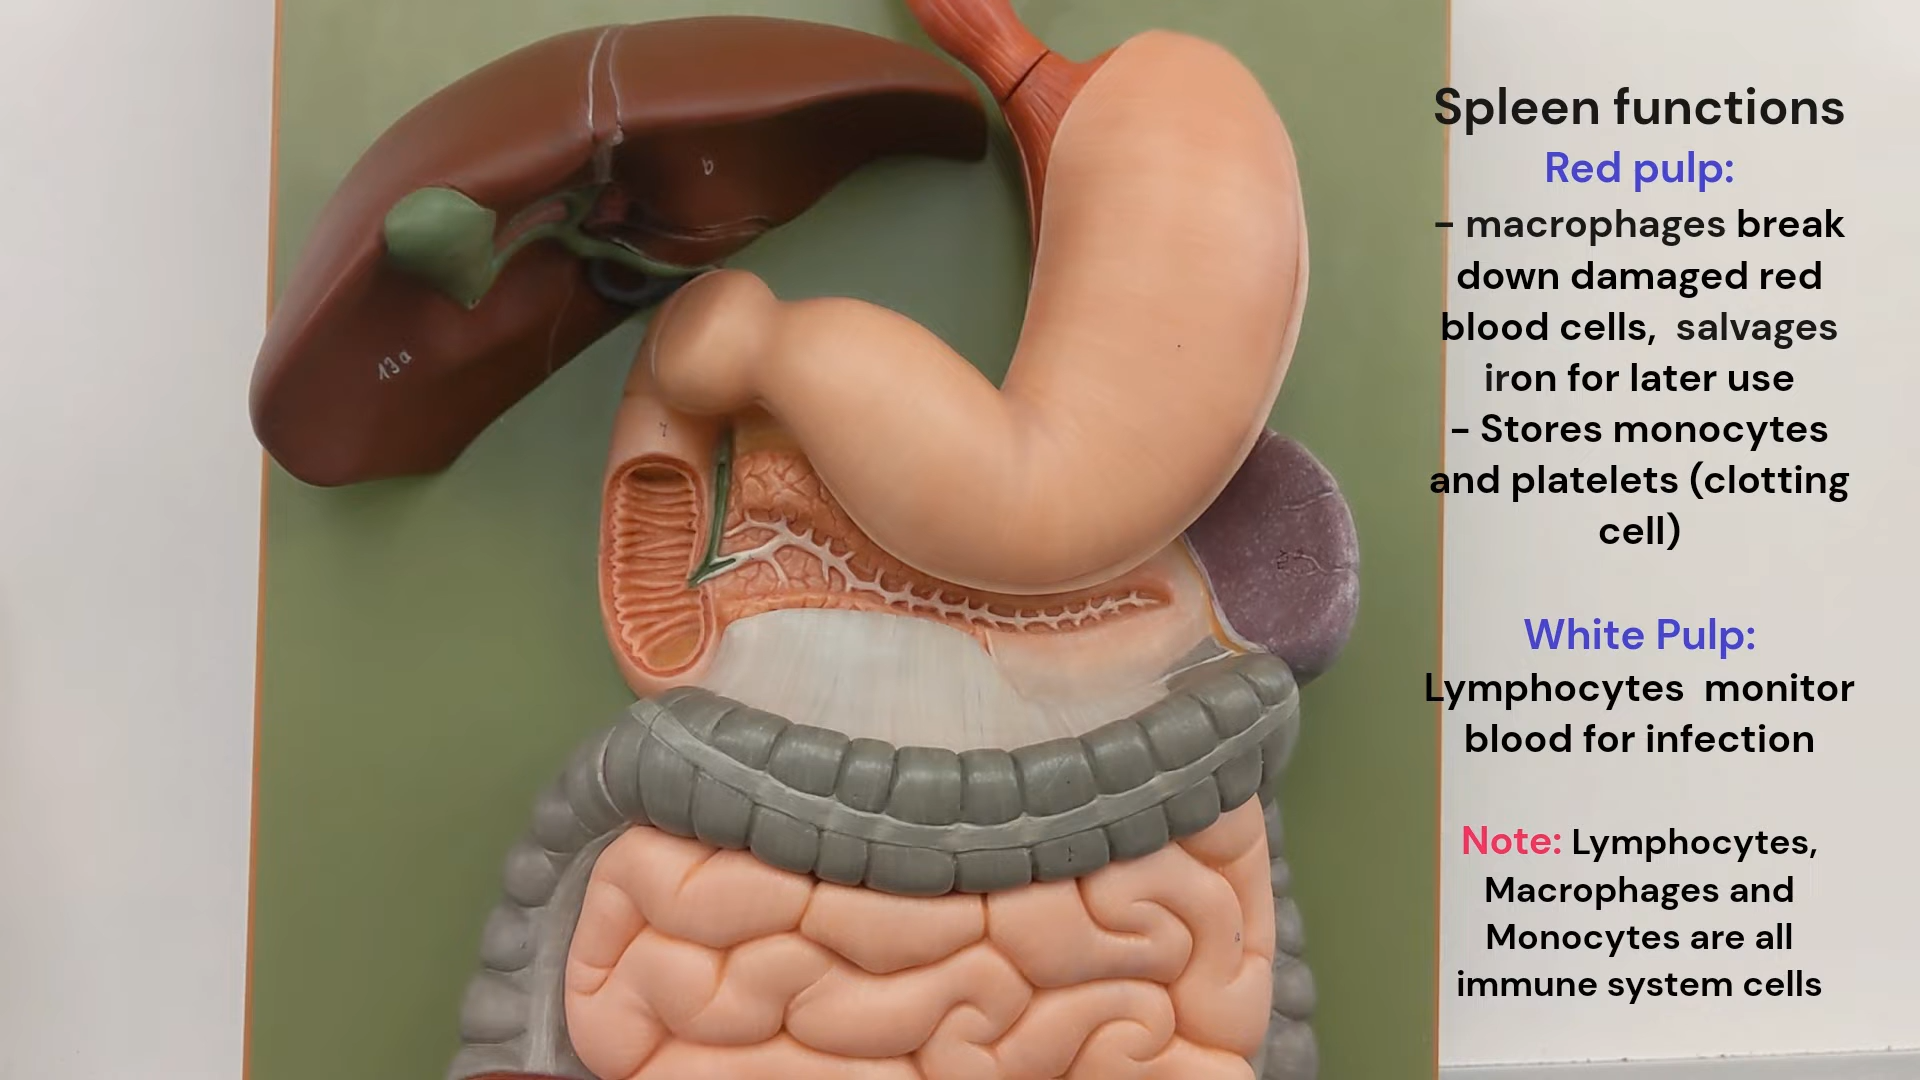 b
13a
Spleen functions
Red pulp:
- macrophages break
down damaged red
blood cells,  salvages
iron for later use
- Stores monocytes
and platelets (clotting
cell)
White Pulp:
Lymphocytes  monitor
blood for infection
Note: Lymphocytes,
Macrophages and
Monocytes are all
immune system cells